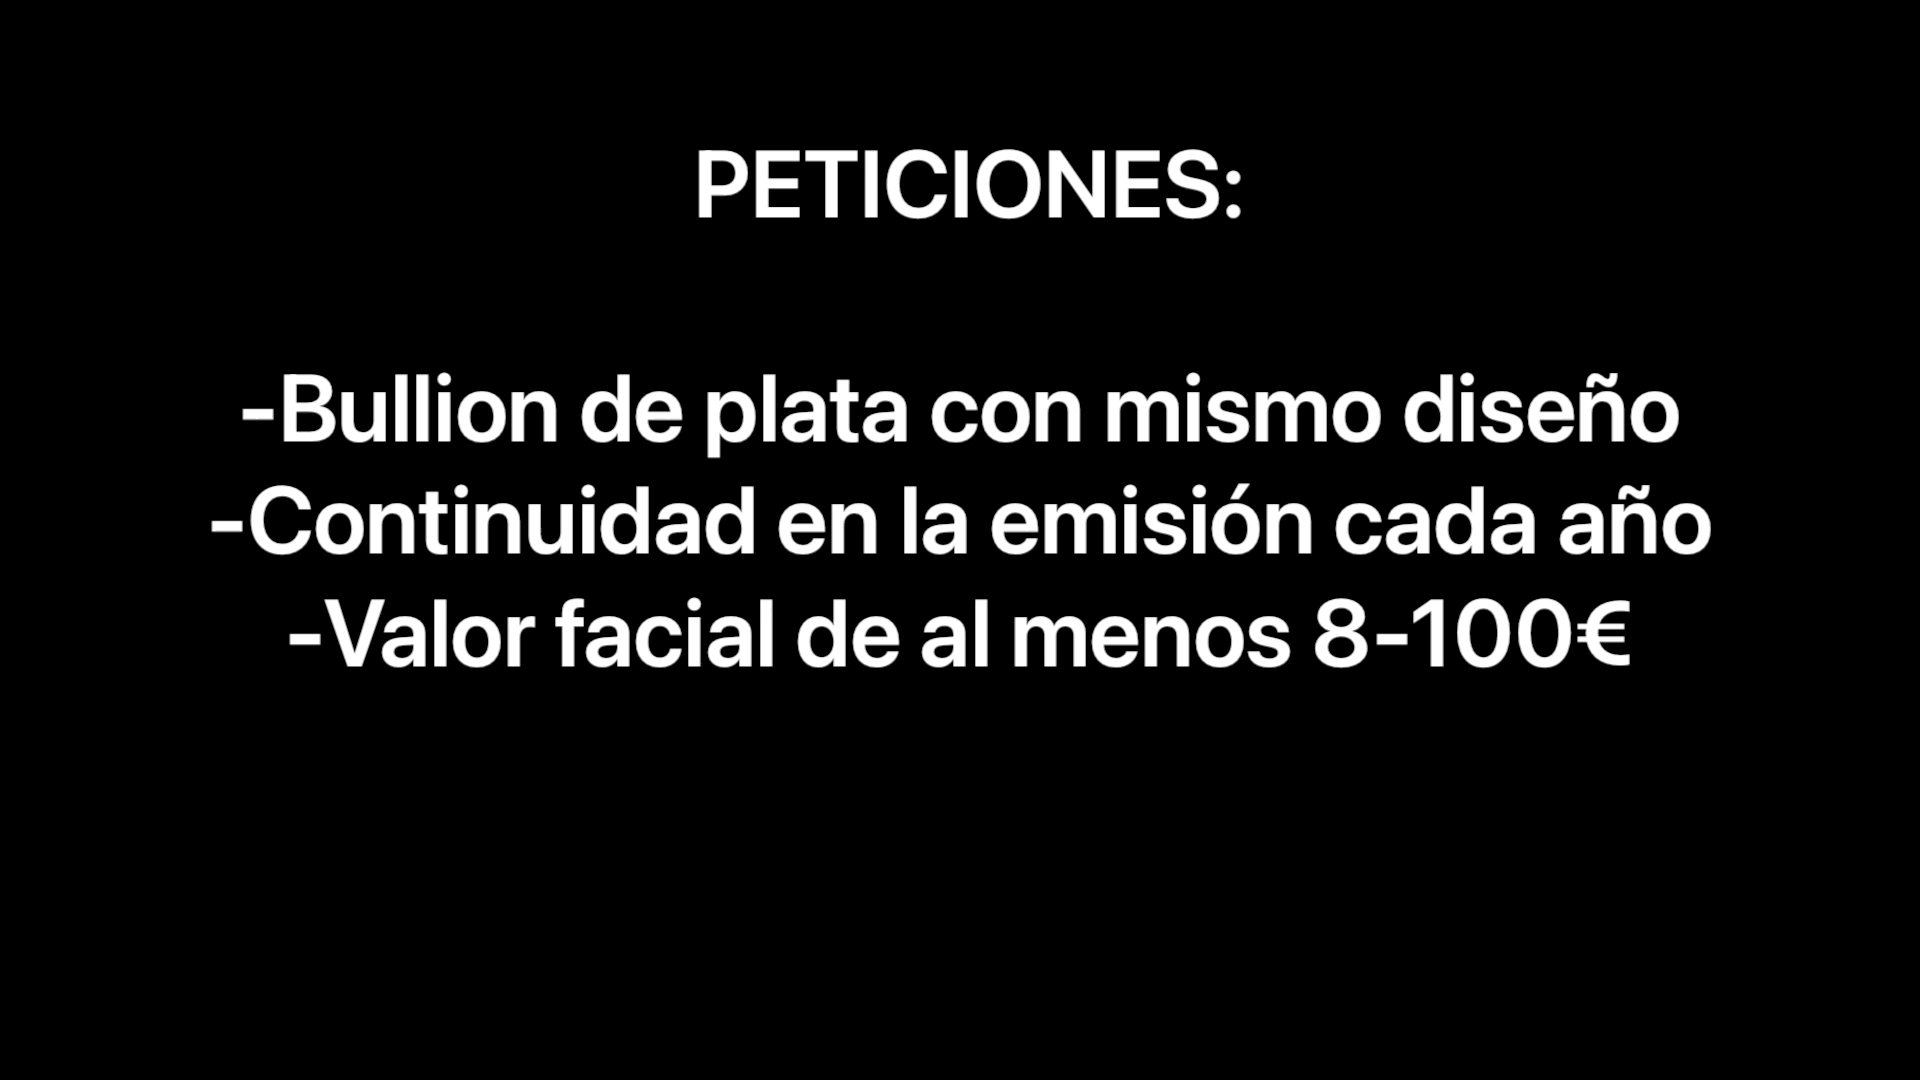 PETICIONES:
-Bullion de plata con mismo diseño
-Continuidad en la emisión cada año
-Valor facial de al menos 8-100€